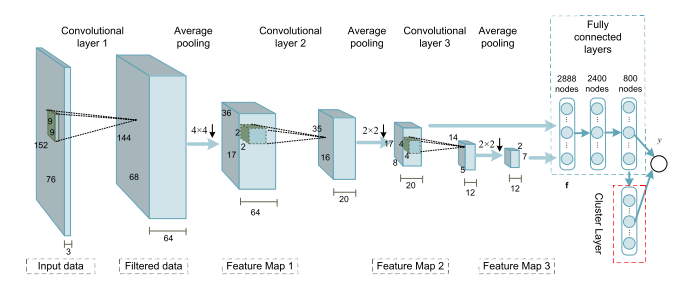 Convolutional
layer 1
Average
pooling
Convolutional
layer 2
Average
pooling
Convolutional
layer 3
Average
pooling
Fully
connected
layers
2888
nodes
2400
nodes
800
nodes
9
9
152
76
3
144
68
64
4×4
36
2
2
17
64
35
16
20
2×2
17
4
4
8
20
14
5
12
2×2
2
7
12
f
y
Cluster Layer
Input data
Filtered data
Feature Map 1
Feature Map 2
Feature Map 3